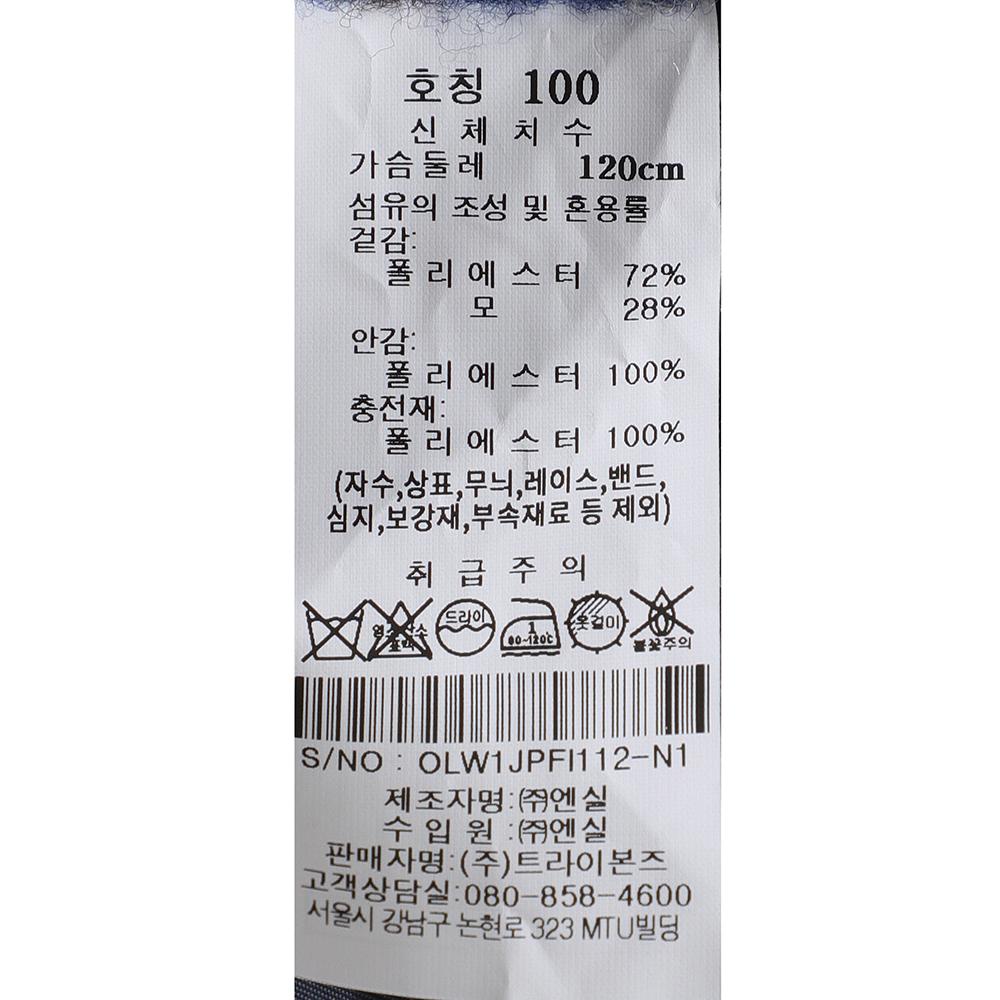 호칭 100
신 체 치 수
가슴둘레 120cm
섬유의 조성 및 혼용률
겉감:
폴 리 에 스 터 72%
모 28%
안감:
폴 리 에 스 터 100%
충전재:
폴 리 에 스 터 100%
(자수,상표,무늬,레이스,밴드,
심지,보강재,부속재료 등 제외)
취 급 주 의
드라이 1 80~120℃ 옷걸이
불꽃주의
S/NO : OLW1JPFI112-N1
제조자명:㈜엔실
수 입 원 :㈜엔실
판매자명:(주)트라이본즈
고객상담실:080-858-4600
서울시 강남구 논현로 323 MTU빌딩